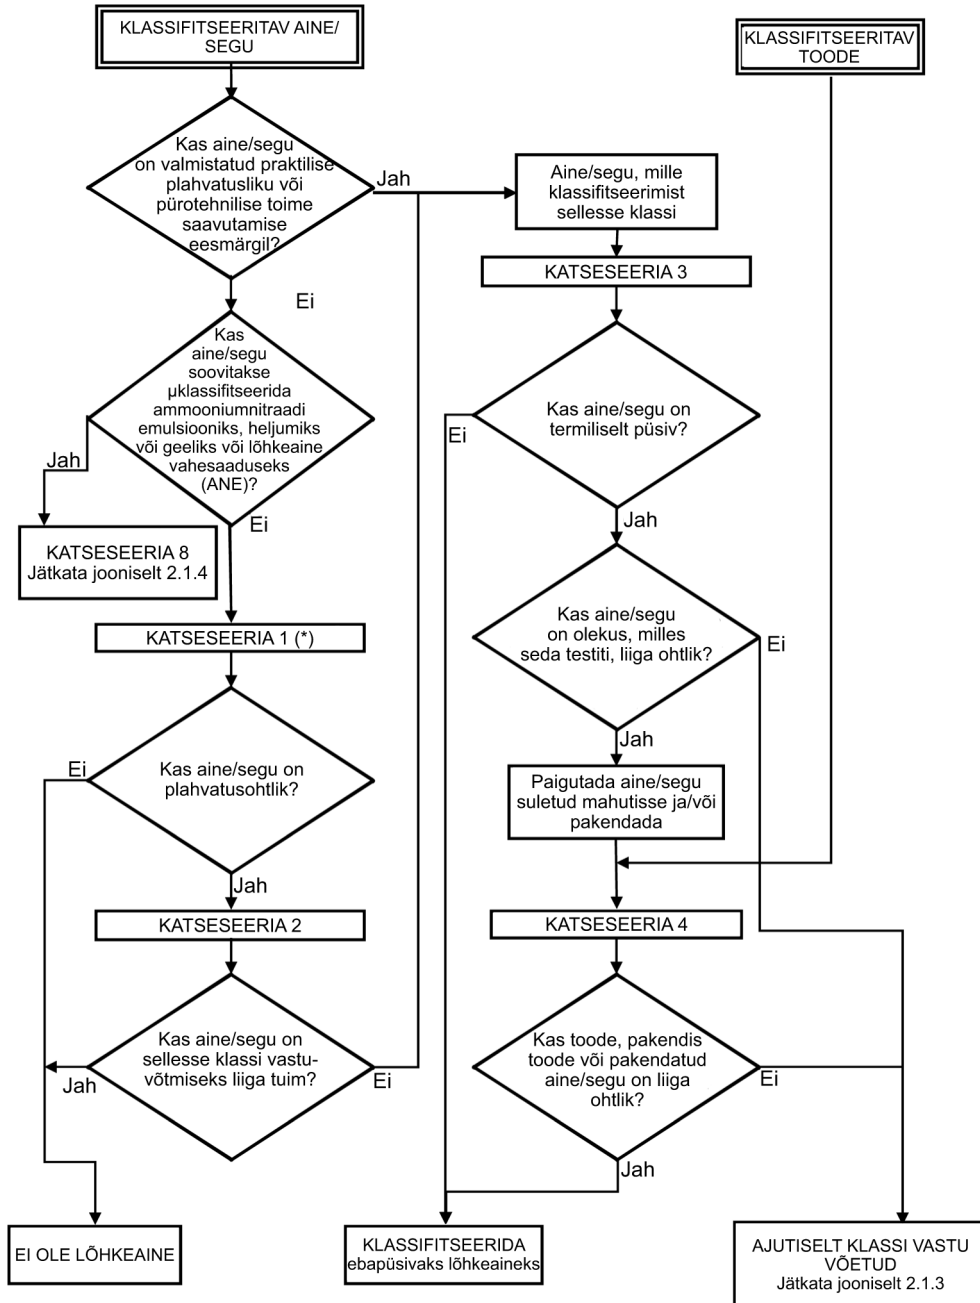 KLASSIFITSEERITAV AINE/
SEGU
KLASSIFITSEERITAV
TOODE
Kas aine/segu
on valmistatud praktilise
plahvatusliku või
pürotehnilise toime
saavutamise
eesmärgil?
Jah
Aine/segu, mille
klassifitseerimist
sellesse klassi
KATSESEERIA 3
Ei
Kas
aine/segu
soovitakse
µklassifitseerida
ammooniumnitraadi
emulsiooniks, heljumiks
või geeliks või lõhkeaine
vahesaaduseks
(ANE)?
Jah
Ei
Kas aine/segu on
termiliselt püsiv?
Ei
Jah
KATSESEERIA 8
Jätkata jooniselt 2.1.4
Kas aine/segu
on olekus, milles
seda testiti, liiga ohtlik?
Ei
Jah
KATSESEERIA 1 (*)
Kas aine/segu on
plahvatusohtlik?
Ei
Jah
Paigutada aine/segu
suletud mahutisse ja/või
pakendada
KATSESEERIA 2
KATSESEERIA 4
Kas aine/segu on
sellesse klassi vastu-
võtmiseks liiga tuim?
Jah
Ei
Kas toode, pakendis
toode või pakendatud
aine/segu on liiga
ohtlik?
Ei
Jah
EI OLE LÕHKEAINE
KLASSIFITSEERIDA
ebapüsivaks lõhkeaineks
AJUTISELT KLASSI VASTU
VÕETUD
Jätkata jooniselt 2.1.3